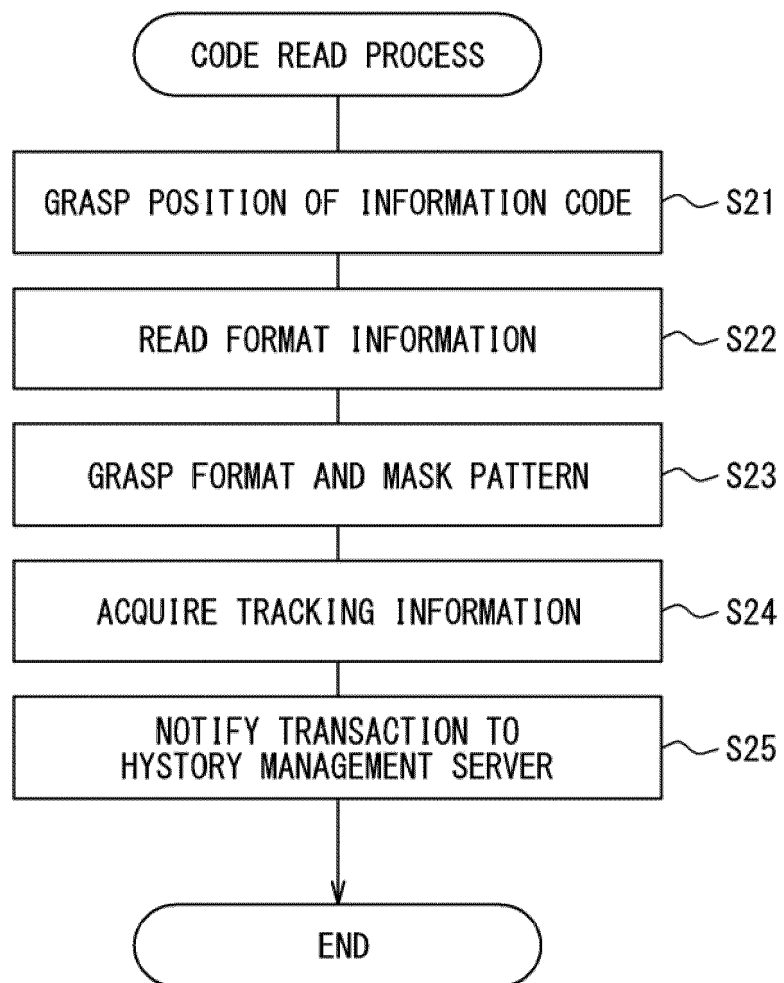 CODE READ PROCESS
GRASP POSITION OF INFORMATION CODE
S21
READ FORMAT INFORMATION
S22
GRASP FORMAT AND MASK PATTERN
S23
ACQUIRE TRACKING INFORMATION
S24
NOTIFY TRANSACTION TO
HYSTORY MANAGEMENT SERVER
S25
END